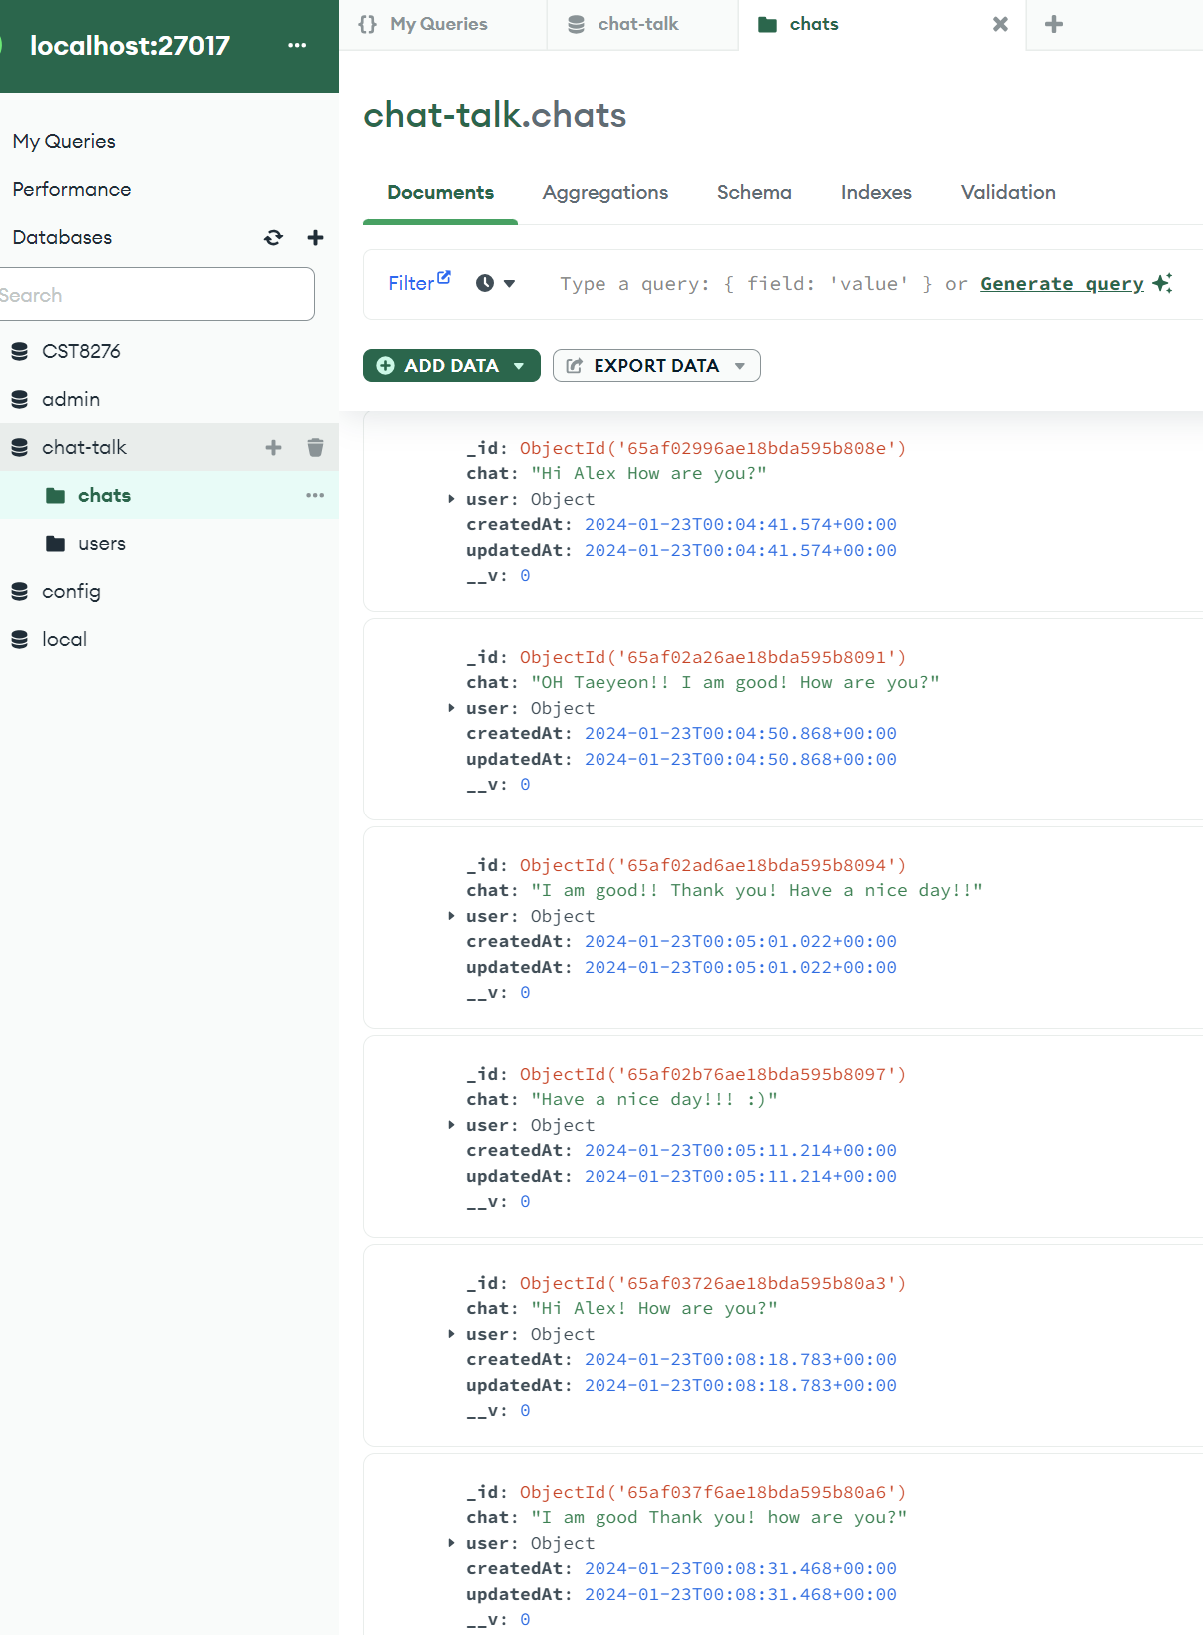 localhost:27017
My Queries
Performance
Databases
Search
CST8276
admin
chat-talk
chats
users
config
local
{} My Queries
chat-talk
chats
chat-talk.chats
Documents Aggregations Schema Indexes Validation
Filter Type a query: { field: 'value' } or Generate query
ADD DATA EXPORT DATA
_id: ObjectId('65af02996ae18bda595b808e')
chat: "Hi Alex How are you?"
user: Object
createdAt: 2024-01-23T00:04:41.574+00:00
updatedAt: 2024-01-23T00:04:41.574+00:00
__v: 0
_id: ObjectId('65af02a26ae18bda595b8091')
chat: "OH Taeyeon!! I am good! How are you?"
user: Object
createdAt: 2024-01-23T00:04:50.868+00:00
updatedAt: 2024-01-23T00:04:50.868+00:00
__v: 0
_id: ObjectId('65af02ad6ae18bda595b8094')
chat: "I am good!! Thank you! Have a nice day!!"
user: Object
createdAt: 2024-01-23T00:05:01.022+00:00
updatedAt: 2024-01-23T00:05:01.022+00:00
__v: 0
_id: ObjectId('65af02b76ae18bda595b8097')
chat: "Have a nice day!!! :)"
user: Object
createdAt: 2024-01-23T00:05:11.214+00:00
updatedAt: 2024-01-23T00:05:11.214+00:00
__v: 0
_id: ObjectId('65af03726ae18bda595b80a3')
chat: "Hi Alex! How are you?"
user: Object
createdAt: 2024-01-23T00:08:18.783+00:00
updatedAt: 2024-01-23T00:08:18.783+00:00
__v: 0
_id: ObjectId('65af037f6ae18bda595b80a6')
chat: "I am good Thank you! how are you?"
user: Object
createdAt: 2024-01-23T00:08:31.468+00:00
updatedAt: 2024-01-23T00:08:31.468+00:00
__v: 0